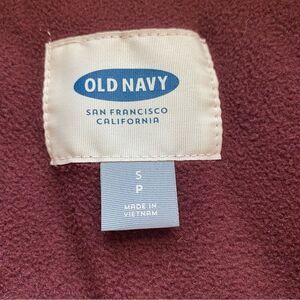 OLD NAVY
SAN FRANCISCO
CALIFORNIA
S
P
MADE IN
VIETNAM